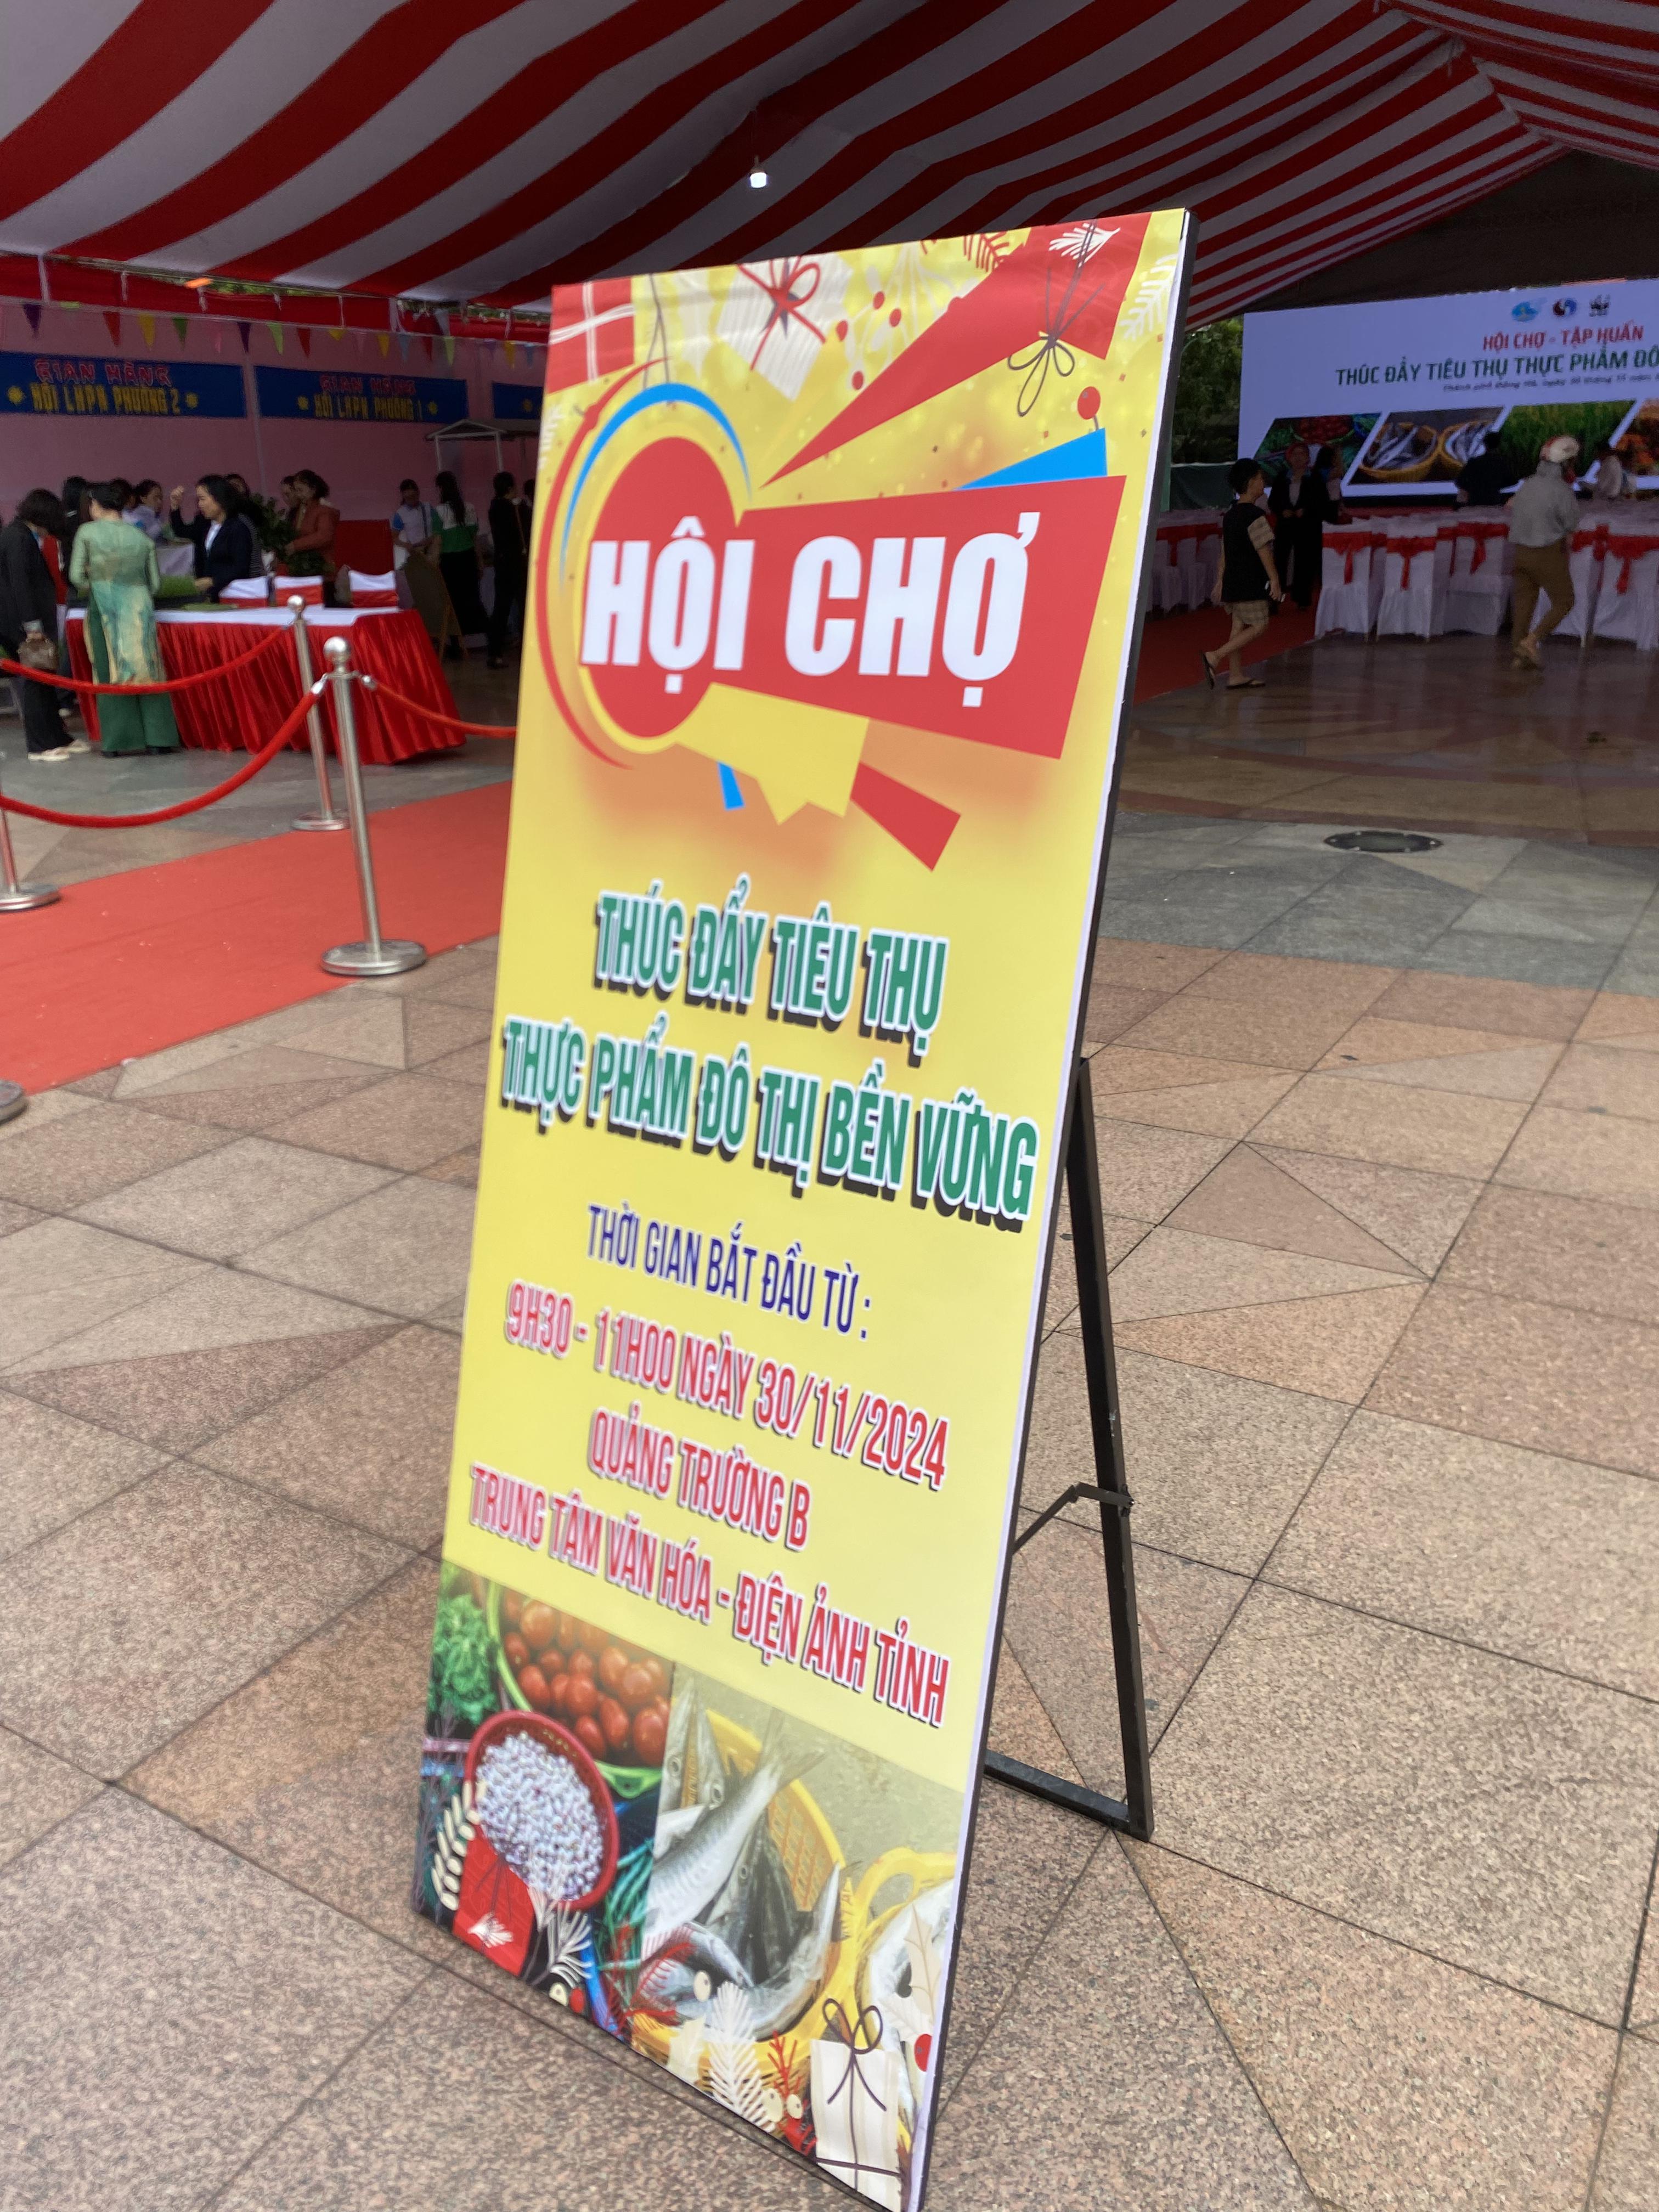 HỘI CHỢ
THÚC ĐẨY TIÊU THỤ
THỰC PHẨM ĐÔ THỊ BỀN VỮNG
THỜI GIAN BẮT ĐẦU TỪ:
9H30 - 11H00 NGÀY 30/11/2024
QUẢNG TRƯỜNG B
TRUNG TÂM VĂN HÓA - ĐIỆN ẢNH TỈNH
GIAN HÀNG
HỘI LHPN PHƯỜNG 2
GIAN HÀNG
HỘI LHPN PHƯỜNG 1
HỘI CHỢ - TẬP HUẤN
THÚC ĐẨY TIÊU THỤ THỰC PHẨM ĐÔ